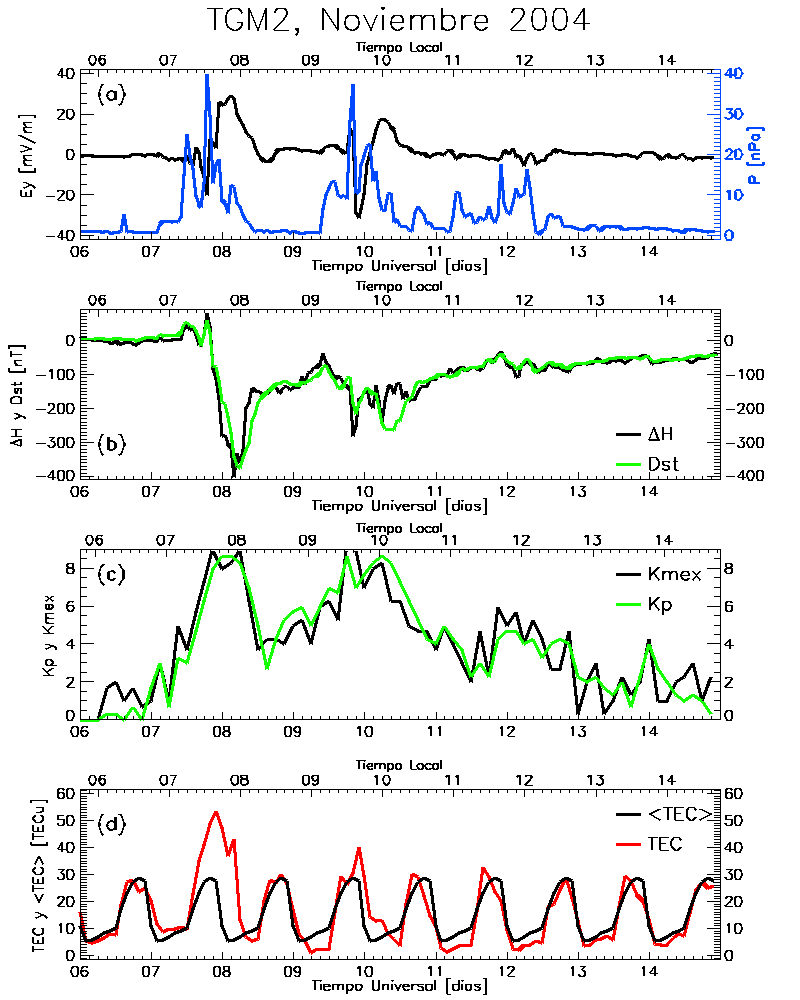 TGM2, Noviembre 2004
Tiempo Local
06 07 08 09 10 11 12 13 14
40 (a) 40
20 30
0 20
−20 10
−40 0
Ey [mV/m]
P [nPa]
06 07 08 09 10 11 12 13 14
Tiempo Universal [dias]
Tiempo Local
06 07 08 09 10 11 12 13 14
0 0
−100 −100
−200 −200
−300 (b) −300
−400 −400
ΔH y Dst [nT]
ΔH
Dst
06 07 08 09 10 11 12 13 14
Tiempo Universal [dias]
Tiempo Local
06 07 08 09 10 11 12 13 14
8 (c) 8
6 6
4 4
2 2
0 0
Kp y Kmex
Kmex
Kp
06 07 08 09 10 11 12 13 14
Tiempo Universal [dias]
Tiempo Local
06 07 08 09 10 11 12 13 14
60 60
50 (d) 50
40 40
30 30
20 20
10 10
0 0
TEC y <TEC> [TECu]
<TEC>
TEC
06 07 08 09 10 11 12 13 14
Tiempo Universal [dias]